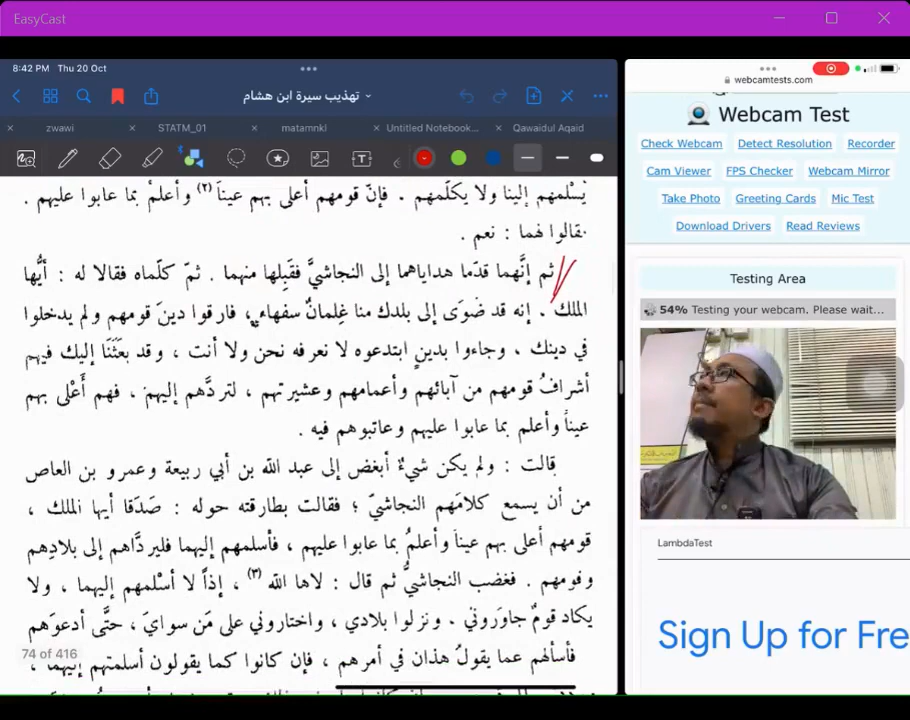 EasyCast
8:42 PM Thu 20 Oct
تهذيب سيرة ابن هشام
zwawi
STATM_01
matamnkl
Untitled Notebook...
Qawaidul Aqaid
يُسْلمهم إلينا ولا يكلّمهم . فإنّ قومهم أعلى بهم عيناً (٢) وأعلمُ بما عابوا عليهم .
فقالوا لهما : نعم .
ثم إنَّهما قدّما هداياهما إلى النجاشيَّ فقَبِلها منهما . ثمّ كلّماه فقالا له : أيُّها
الملك . إنه قد ضَوَى إلى بلدك منا غِلمانٌ سفهاء ، فارقوا دينَ قومهم ولم يدخلوا
في دينك ، وجاءوا بدينٍ ابتدعوه لا نعرفه نحن ولا أنت ، وقد بعَثَنَا إليك فيهم
أشرافُ قومهم من آبائهم وأعمامهم وعشيرتهم ، لتردَّهم إليهم ، فهم أَعْلى بهم
عيناً وأعلم بما عابوا عليهم وعاتبوهم فيه .
قالت : ولم يكن شيءٌ أبغض إلى عبد اللّه بن أبي ربيعة وعمرو بن العاص
من أن يسمع كلامَهم النجاشيّ ؛ فقالت بطارقته حوله : صَدَقا أيها الملك ،
قومهم أعلى بهم عيناً وأعلمُ بما عابوا عليهم ، فأسلمهم إليهما فليردَّاهم إلى بلادِهم
وقومهم . فغضب النجاشيُّ ثم قال : لاها اللّه (٣) ، إذاً لا أسْلمهم إليهما ، ولا
يكاد قومٌ جاوَروني . ونزلوا بلادي ، واختاروني على مَن سوايَ ، حتَّى أدعوَهم
فأسألهم عما يقولُ هذان في أمرهم ، فإن كانوا كما يقولون أسلمتهم إليهما ،
74 of 416
webcamtests.com
Webcam Test
Check Webcam Detect Resolution Recorder
Cam Viewer FPS Checker Webcam Mirror
Take Photo Greeting Cards Mic Test
Download Drivers Read Reviews
Testing Area
54% Testing your webcam. Please wait...
LambdaTest
Sign Up for Fre